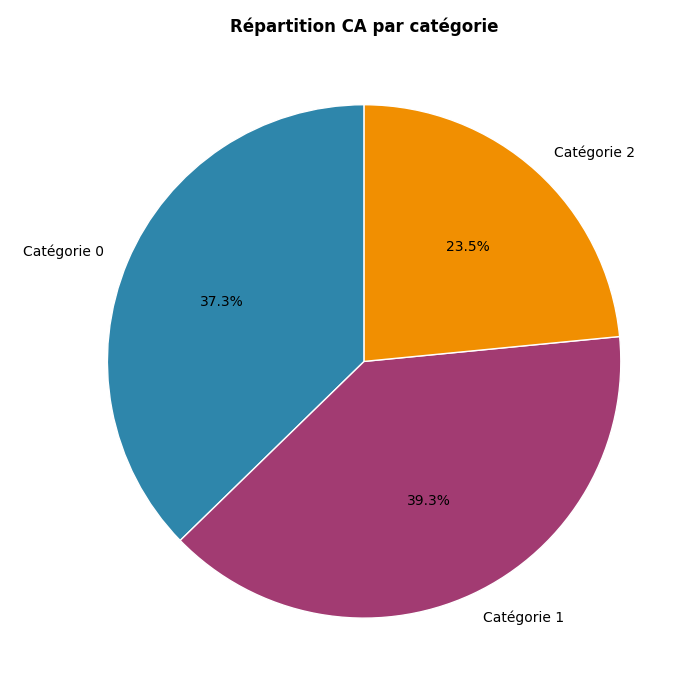 Répartition CA par catégorie
Catégorie 2
23.5%
Catégorie 0
37.3%
39.3%
Catégorie 1